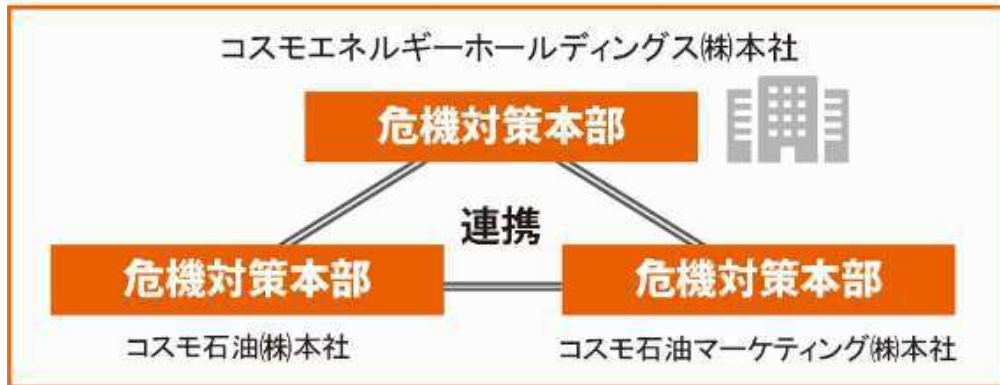 コスモエネルギーホールディングス㈱本社
危機対策本部
連携
危機対策本部
危機対策本部
コスモ石油㈱本社
コスモ石油マーケティング㈱本社